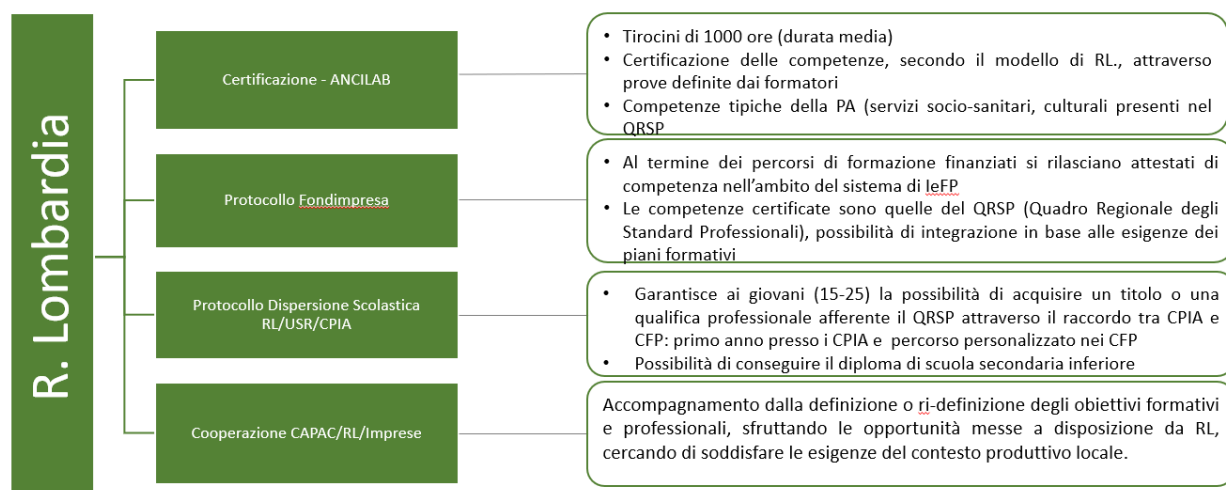 R. Lombardia
Certificazione - ANCILAB
• Tirocini di 1000 ore (durata media)
• Certificazione delle competenze, secondo il modello di RL., attraverso
prove definite dai formatori
• Competenze tipiche della PA (servizi socio-sanitari, culturali presenti nel
QRSP
Protocollo Fondimpresa
• Al termine dei percorsi di formazione finanziati si rilasciano attestati di
competenza nell'ambito del sistema di IeFP
• Le competenze certificate sono quelle del QRSP (Quadro Regionale degli
Standard Professionali), possibilità di integrazione in base alle esigenze dei
piani formativi
Protocollo Dispersione Scolastica
RL/USR/CPIA
• Garantisce ai giovani (15-25) la possibilità di acquisire un titolo o una
qualifica professionale afferente il QRSP attraverso il raccordo tra CPIA e
CFP: primo anno presso i CPIA e percorso personalizzato nei CFP
• Possibilità di conseguire il diploma di scuola secondaria inferiore
Cooperazione CAPAC/RL/Imprese
Accompagnamento dalla definizione o ri-definizione degli obiettivi formativi
e professionali, sfruttando le opportunità messe a disposizione da RL,
cercando di soddisfare le esigenze del contesto produttivo locale.